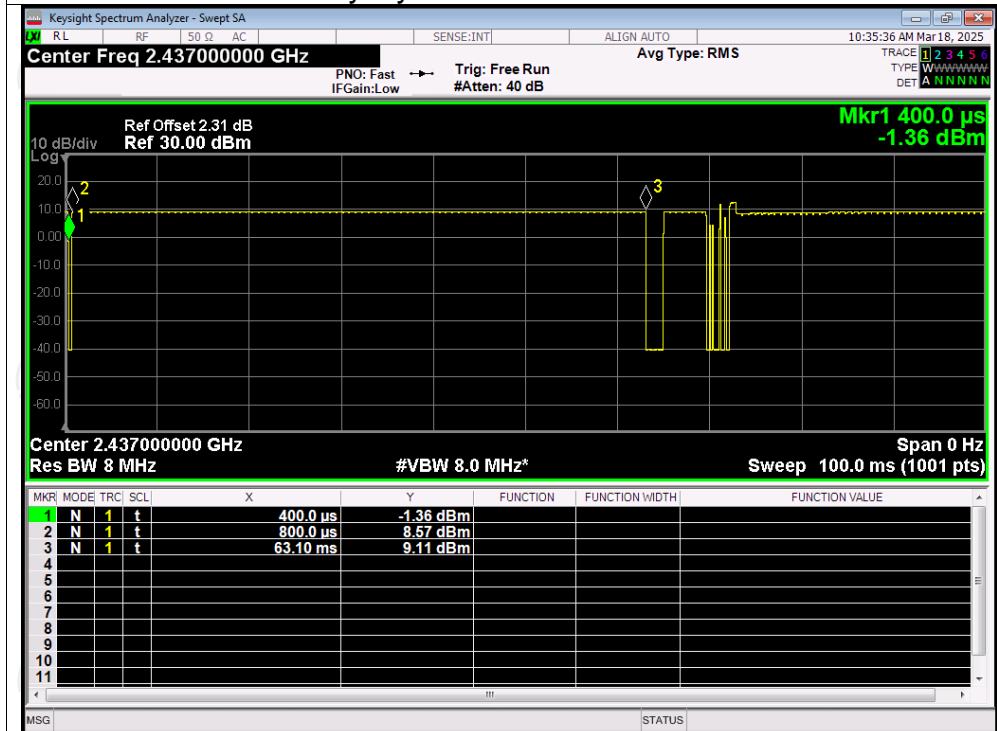 Keysight Spectrum Analyzer - Swept SA
LXI RL RF 50 Ω AC SENSE:INT ALIGN AUTO 10:35:36 AM Mar 18, 2025
Center Freq 2.437000000 GHz Avg Type: RMS TRACE 1 2 3 4 5 6
PNO: Fast Trig: Free Run TYPE WWWWWW
IFGain:Low #Atten: 40 dB DET A N N N N N
Mkr1 400.0 µs
Ref Offset 2.31 dB
10 dB/div Ref 30.00 dBm -1.36 dBm
Log
20.0
2 3
10.0
1
0.00
-10.0
-20.0
-30.0
-40.0
-50.0
-60.0
Center 2.437000000 GHz Span 0 Hz
Res BW 8 MHz #VBW 8.0 MHz* Sweep 100.0 ms (1001 pts)
MKR MODE TRC SCL X Y FUNCTION FUNCTION WIDTH FUNCTION VALUE
1 N 1 t 400.0 µs -1.36 dBm
2 N 1 t 800.0 µs 8.57 dBm
3 N 1 t 63.10 ms 9.11 dBm
4
5
6
7
8
9
10
11
MSG STATUS